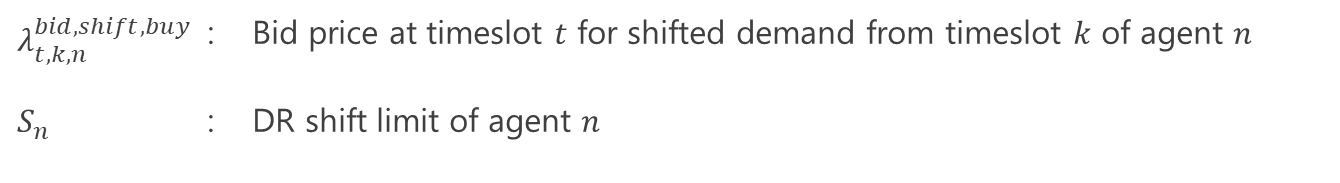 λ_{t,k,n}^{bid,shift,buy} : Bid price at timeslot t for shifted demand from timeslot k of agent n
S_n : DR shift limit of agent n